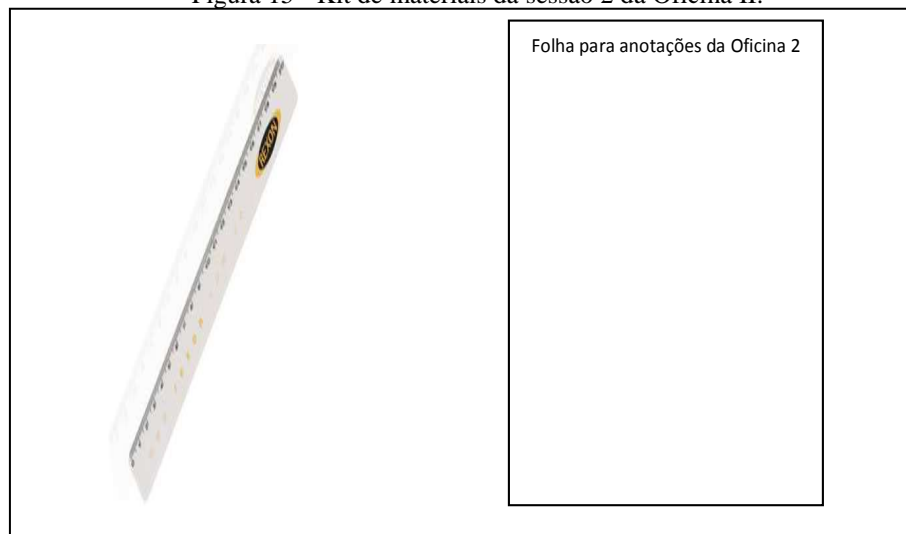 Figura 15 - Kit de materiais da sessão 2 da Oficina II.
Folha para anotações da Oficina 2